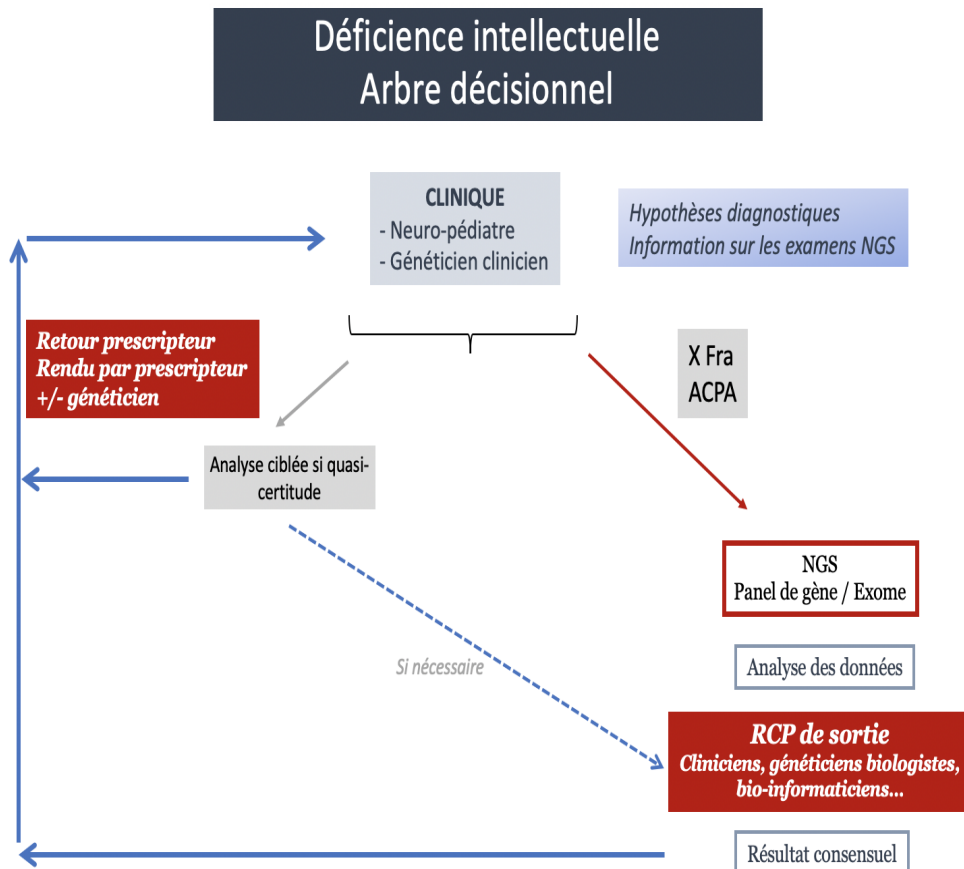 Déficience intellectuelle
Arbre décisionnel
CLINIQUE
- Neuro-pédiatre
- Généticien clinicien
Hypothèses diagnostiques
Information sur les examens NGS
Retour prescripteur
Rendu par prescripteur
+/- généticien
X Fra
ACPA
Analyse ciblée si quasi-
certitude
NGS
Panel de gène / Exome
Si nécessaire
Analyse des données
RCP de sortie
Cliniciens, généticiens biologistes,
bio-informaticiens...
Résultat consensuel